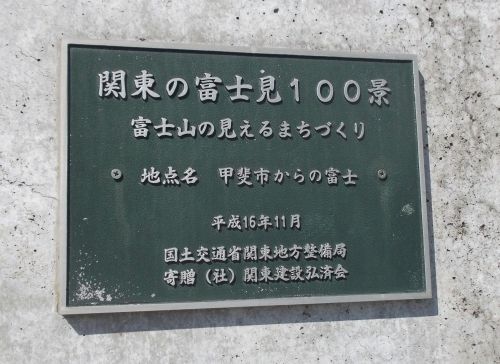 関東の富士見１００景
富士山の見えるまちづくり
地点名　甲斐市からの富士
平成16年11月
国土交通省関東地方整備局
寄贈（社）関東建設弘済会